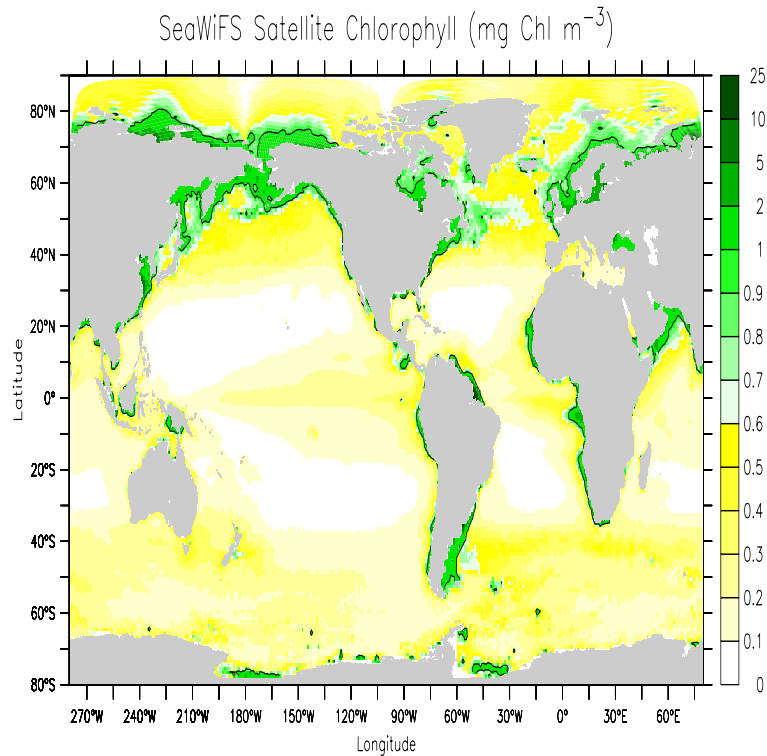 SeaWiFS Satellite Chlorophyll (mg Chl m⁻³)
25
10
5
2
1
0.9
0.8
0.7
0.6
0.5
0.4
0.3
0.2
0.1
0
80°N
60°N
40°N
20°N
0°
20°S
40°S
60°S
80°S
Latitude
270°W 240°W 210°W 180°W 150°W 120°W 90°W 60°W 30°W 0° 30°E 60°E
Longitude